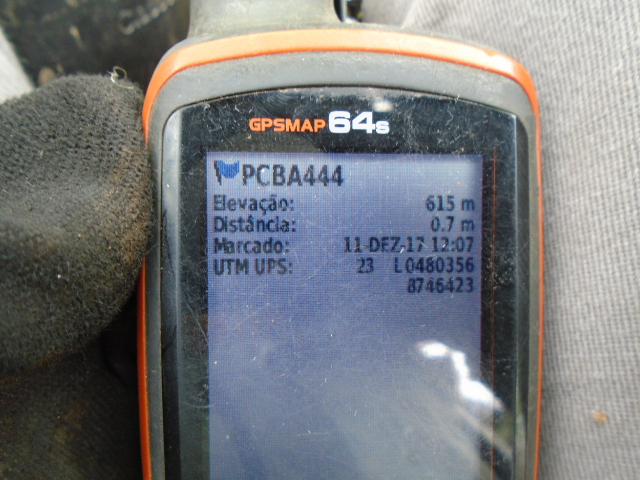 GPSMAP 64s
PCBA444
Elevação: 615 m
Distância: 0.7 m
Marcado: 11-DEZ-17 12:07
UTM UPS: 23 L 0480356
8746423